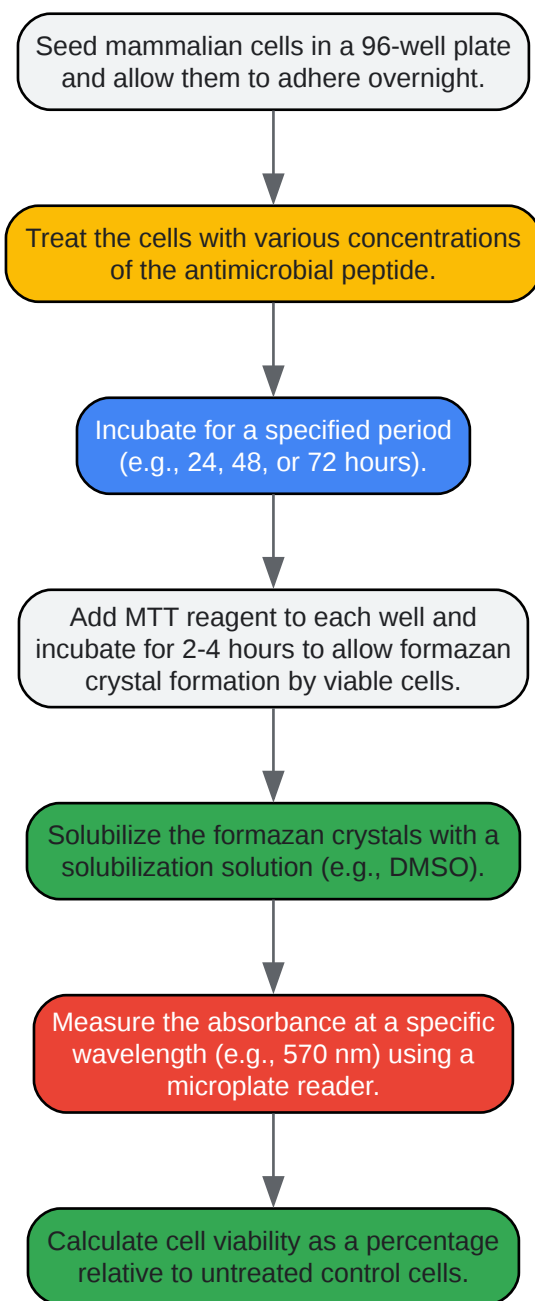 Seed mammalian cells in a 96-well plate
and allow them to adhere overnight.
Treat the cells with various concentrations
of the antimicrobial peptide.
Incubate for a specified period
(e.g., 24, 48, or 72 hours).
Add MTT reagent to each well and
incubate for 2-4 hours to allow formazan
crystal formation by viable cells.
Solubilize the formazan crystals with a
solubilization solution (e.g., DMSO).
Measure the absorbance at a specific
wavelength (e.g., 570 nm) using a
microplate reader.
Calculate cell viability as a percentage
relative to untreated control cells.